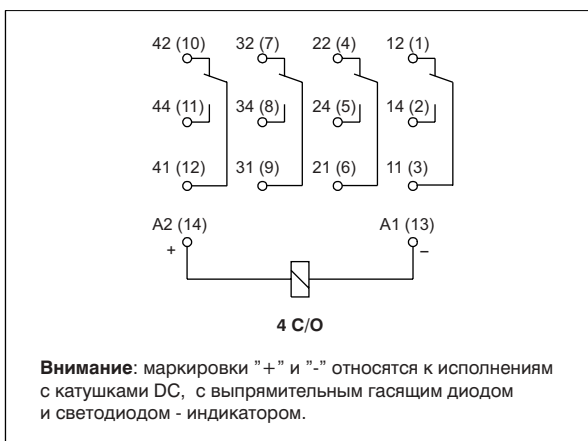 42 (10) 32 (7) 22 (4) 12 (1)
44 (11) 34 (8) 24 (5) 14 (2)
41 (12) 31 (9) 21 (6) 11 (3)
A2 (14) A1 (13)
+ –
4 C/O
Внимание: маркировки "+" и "-" относятся к исполнениям
с катушками DC, с выпрямительным гасящим диодом
и светодиодом - индикатором.